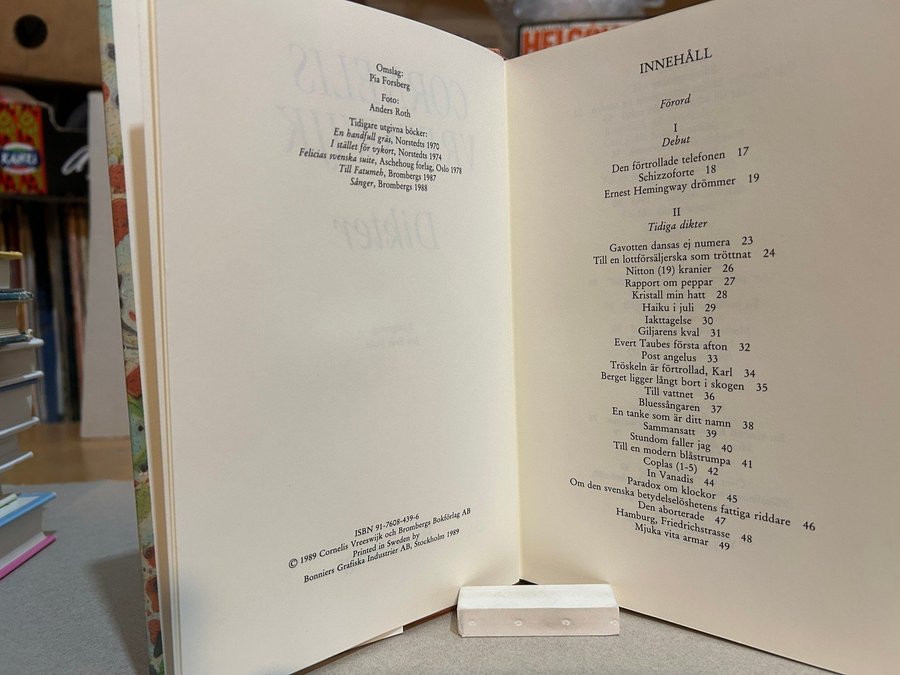 Omslag:
Pia Forsberg
Foto:
Anders Roth
Tidigare utgivna böcker:
En handfull gräs, Norstedts 1970
I stället för vykort, Norstedts 1974
Felicias svenska suite, Aschehoug forlag, Oslo 1978
Till Fatumeh, Brombergs 1987
Sånger, Brombergs 1988
Dikter
ISBN 91-7608-439-6
© 1989 Cornelis Vreeswijk och Brombergs Bokförlag AB
Printed in Sweden by
Bonniers Grafiska Industrier AB, Stockholm 1989
INNEHÅLL
Förord
I
Debut
Den förtrollade telefonen 17
Schizzoforte 18
Ernest Hemingway drömmer 19
II
Tidiga dikter
Gavotten dansas ej numera 23
Till en lottförsäljerska som tröttnat 24
Nitton (19) kranier 26
Rapport om peppar 27
Kristall min hatt 28
Haiku i juli 29
Iakttagelse 30
Giljarens kval 31
Evert Taubes första afton 32
Post angelus 33
Tröskeln är förtrollad, Karl 34
Berget ligger långt bort i skogen 35
Till vattnet 36
Bluessångaren 37
En tanke som är ditt namn 38
Sammansatt 39
Stundom faller jag 40
Till en modern blåstrumpa 41
Coplas (1-5) 42
In Vanadis 44
Paradox om klockor 45
Om den svenska betydelselöshetens fattiga riddare 46
Den aborterade 47
Hamburg, Friedrichstrasse 48
Mjuka vita armar 49